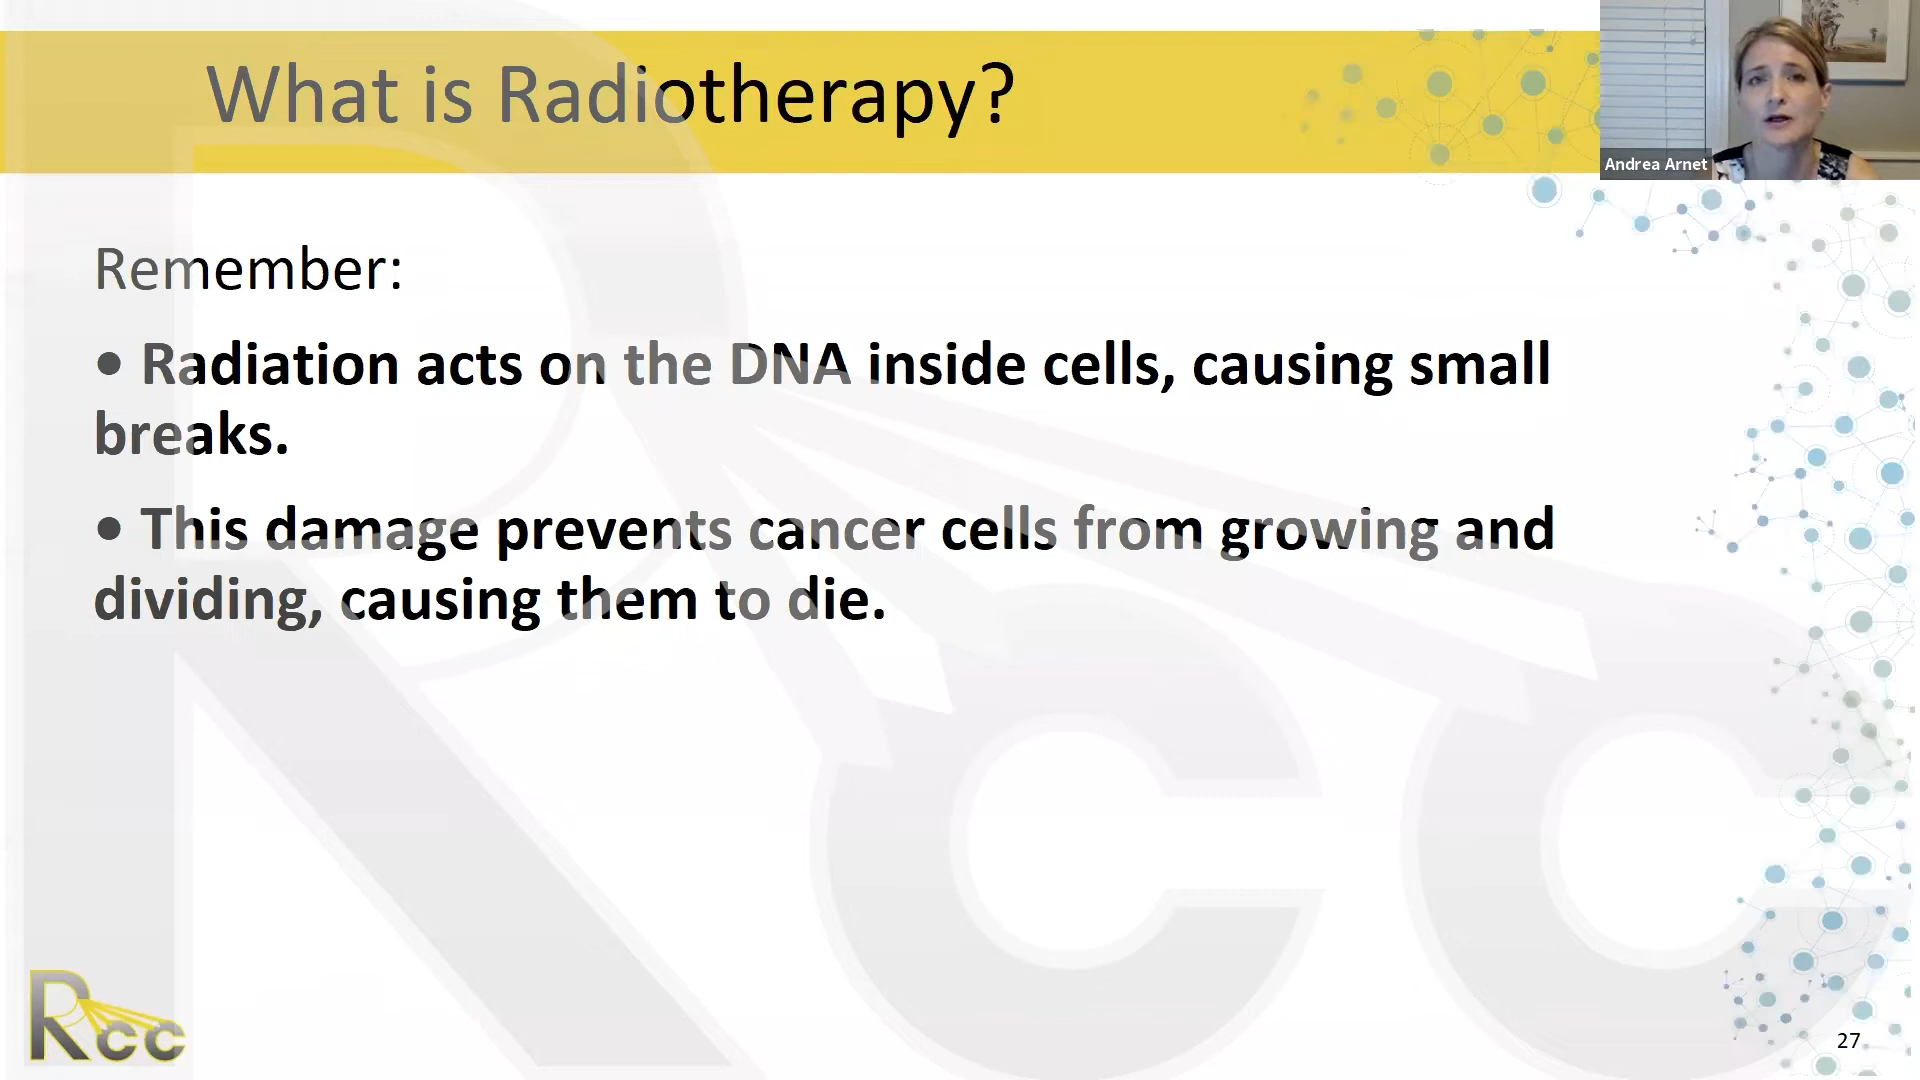 What is Radiotherapy?
Andrea Arnet
Remember:
• Radiation acts on the DNA inside cells, causing small
breaks.
• This damage prevents cancer cells from growing and
dividing, causing them to die.
Rcc
Rcc
27